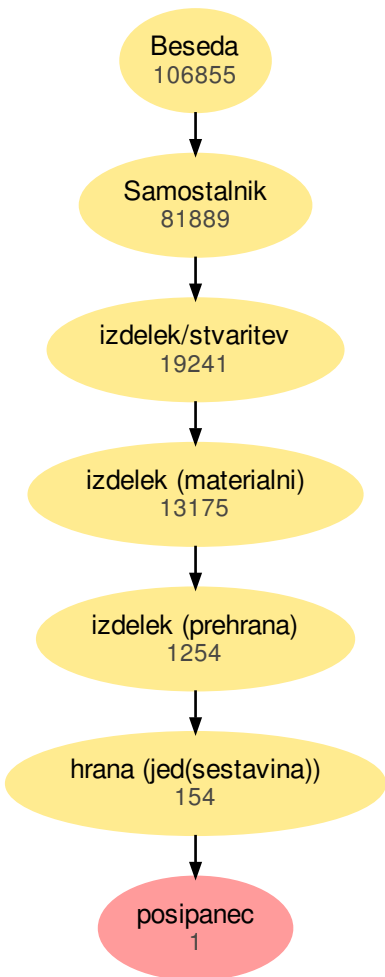 Beseda
106855
Samostalnik
81889
izdelek/stvaritev
19241
izdelek (materialni)
13175
izdelek (prehrana)
1254
hrana (jed(sestavina))
154
posipanec
1